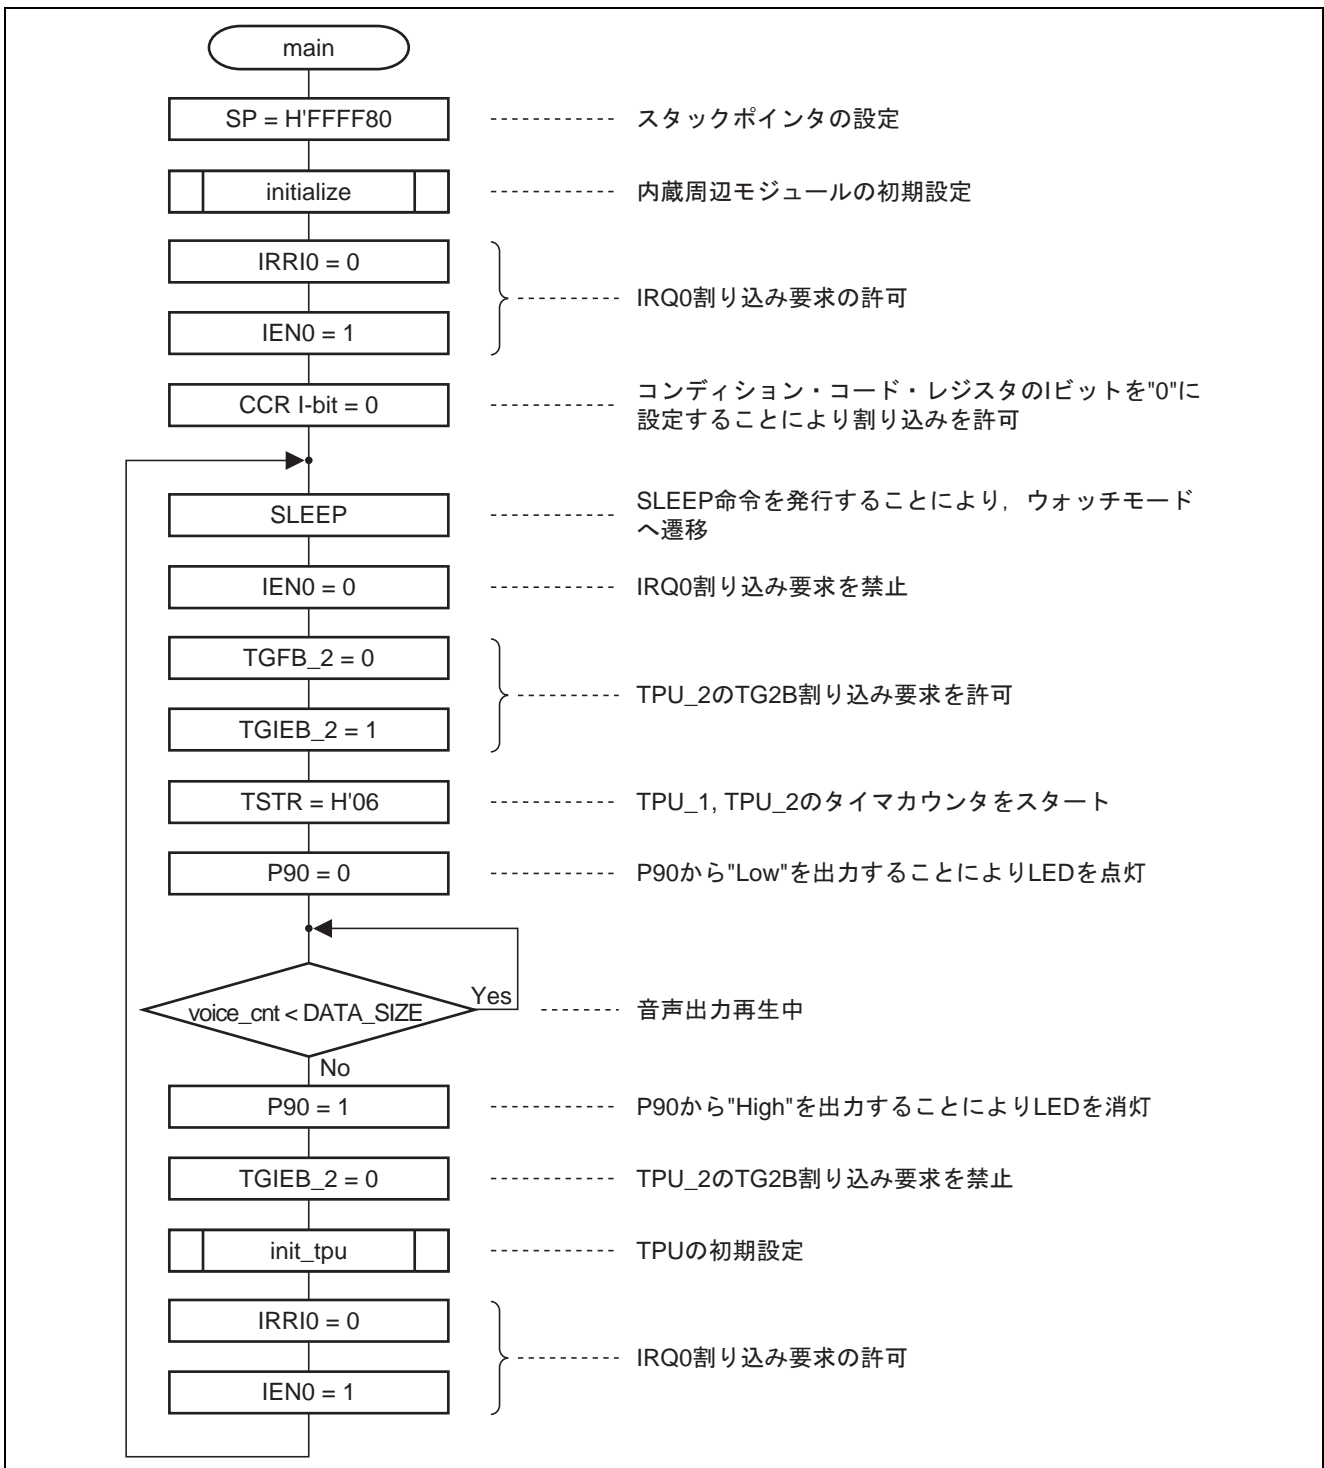 main
SP = H'FFFF80
スタックポインタの設定
initialize
内蔵周辺モジュールの初期設定
IRRI0 = 0
IRQ0割り込み要求の許可
IEN0 = 1
CCR I-bit = 0
コンディション・コード・レジスタのIビットを"0"に
設定することにより割り込みを許可
SLEEP
SLEEP命令を発行することにより，ウォッチモード
へ遷移
IEN0 = 0
IRQ0割り込み要求を禁止
TGFB_2 = 0
TPU_2のTG2B割り込み要求を許可
TGIEB_2 = 1
TSTR = H'06
TPU_1, TPU_2のタイマカウンタをスタート
P90 = 0
P90から"Low"を出力することによりLEDを点灯
voice_cnt < DATA_SIZE
Yes
音声出力再生中
No
P90 = 1
P90から"High"を出力することによりLEDを消灯
TGIEB_2 = 0
TPU_2のTG2B割り込み要求を禁止
init_tpu
TPUの初期設定
IRRI0 = 0
IRQ0割り込み要求の許可
IEN0 = 1